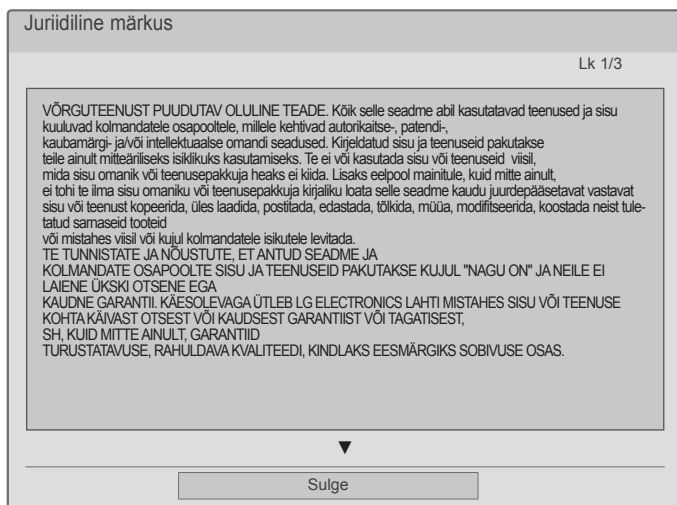 Juriidiline märkus
Lk 1/3
VÕRGUTEENUST PUUDUTAV OLULINE TEADE. Kõik selle seadme abil kasutatavad teenused ja sisu
kuuluvad kolmandatele osapooltele, millele kehtivad autorikaitse-, patendi-,
kaubamärgi- ja/või intellektuaalse omandi seadused. Kirjeldatud sisu ja teenuseid pakutakse
teile ainult mitteäriliseks isiklikuks kasutamiseks. Te ei või kasutada sisu või teenuseid viisil,
mida sisu omanik või teenusepakkuja heaks ei kiida. Lisaks eelpool mainitule, kuid mitte ainult,
ei tohi te ilma sisu omaniku või teenusepakkuja kirjaliku loata selle seadme kaudu juurdepääsetavat vastavat
sisu või teenust kopeerida, üles laadida, postitada, edastada, tõlkida, müüa, modifitseerida, koostada neist tule-
tatud sarnaseid tooteid
või mistahes viisil või kujul kolmandatele isikutele levitada.
TE TUNNISTATE JA NÕUSTUTE, ET ANTUD SEADME JA
KOLMANDATE OSAPOOLTE SISU JA TEENUSEID PAKUTAKSE KUJUL "NAGU ON" JA NEILE EI
LAIENE ÜKSKI OTSENE EGA
KAUDNE GARANTII. KÄESOLEVAGA ÜTLEB LG ELECTRONICS LAHTI MISTAHES SISU VÕI TEENUSE
KOHTA KÄIVAST OTSEST VÕI KAUDSEST GARANTIIST VÕI TAGATISEST,
SH, KUID MITTE AINULT, GARANTIID
TURUSTATAVUSE, RAHULDAVA KVALITEEDI, KINDLAKS EESMÄRGIKS SOBIVUSE OSAS.
▼
Sulge